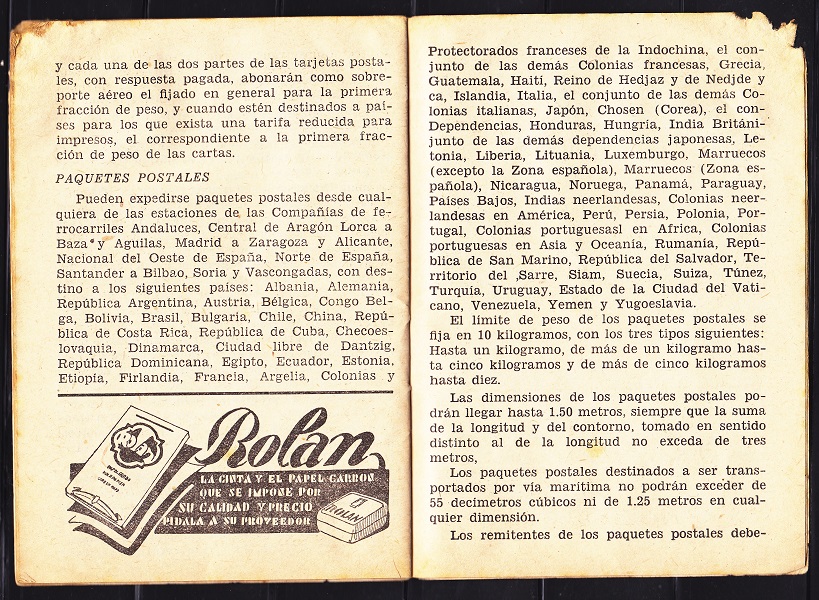 y cada una de las dos partes de las tarjetas posta-
les, con respuesta pagada, abonarán como sobre-
porte aéreo el fijado en general para la primera
fracción de peso, y cuando estén destinados a paí-
ses para los que exista una tarifa reducida para
impresos, el correspondiente a la primera frac-
ción de peso de las cartas.
PAQUETES POSTALES
Pueden expedirse paquetes postales desde cual-
quiera de las estaciones de las Compañías de fe-
rrocarriles Andaluces, Central de Aragón Lorca a
Baza y Aguilas, Madrid a Zaragoza y Alicante,
Nacional del Oeste de España, Norte de España,
Santander a Bilbao, Soria y Vascongadas, con des-
tino a los siguientes países: Albania, Alemania,
República Argentina, Austria, Bélgica, Congo Bel-
ga, Bolivia, Brasil, Bulgaria, Chile, China, Repú-
blica de Costa Rica, República de Cuba, Checoes-
lovaquia, Dinamarca, Ciudad libre de Dantzig,
República Dominicana, Egipto, Ecuador, Estonia,
Etiopía, Firlandia, Francia, Argelia, Colonias y
ROLAN
Rolan
LA CINTA Y EL PAPEL CARBON
QUE SE IMPONE POR
SU CALIDAD Y PRECIO
PIDALA A SU PROVEEDOR
ROLAN
Protectorados franceses de la Indochina, el con-
junto de las demás Colonias francesas, Grecia,
Guatemala, Haiti, Reino de Hedjaz y de Nedjde y
ca, Islandia, Italia, el conjunto de las demás Co-
lonias italianas, Japón, Chosen (Corea), el con-
Dependencias, Honduras, Hungría, India Británi-
junto de las demás dependencias japonesas, Le-
tonia, Liberia, Lituania, Luxemburgo, Marruecos
(excepto la Zona española), Marruecos (Zona es-
pañola), Nicaragua, Noruega, Panamá, Paraguay,
Países Bajos, Indias neerlandesas, Colonias neer-
landesas en América, Perú, Persia, Polonia, Por-
tugal, Colonias portuguesasl en Africa, Colonias
portuguesas en Asia y Oceanía, Rumanía, Repú-
blica de San Marino, República del Salvador, Te-
rritorio del Sarre, Siam, Suecia, Suiza, Túnez,
Turquía, Uruguay, Estado de la Ciudad del Vati-
cano, Venezuela, Yemen y Yugoeslavia.
El límite de peso de los paquetes postales se
fija en 10 kilogramos, con los tres tipos siguientes:
Hasta un kilogramo, de más de un kilogramo has-
ta cinco kilogramos y de más de cinco kilogramos
hasta diez.
Las dimensiones de los paquetes postales po-
drán llegar hasta 1.50 metros, siempre que la suma
de la longitud y del contorno, tomado en sentido
distinto al de la longitud no exceda de tres
metros,
Los paquetes postales destinados a ser trans-
portados por vía marítima no podrán exceder de
55 decímetros cúbicos ni de 1.25 metros en cual-
quier dimensión.
Los remitentes de los paquetes postales debe-